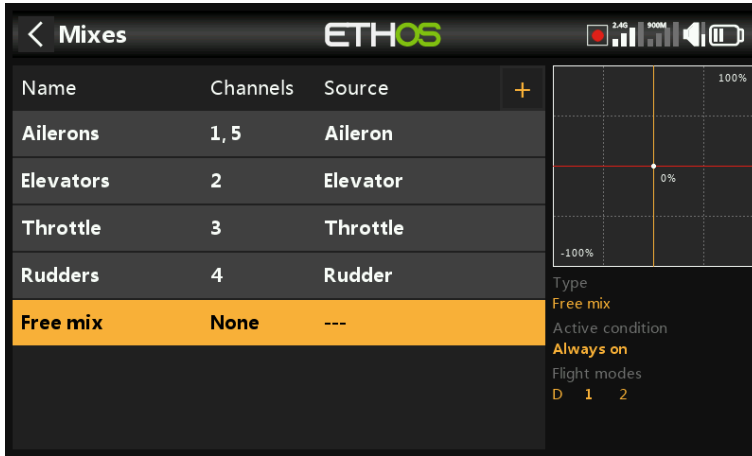 Mixes
ETHOS
2.4G 900M
Name Channels Source +
Ailerons 1, 5 Aileron
Elevators 2 Elevator
Throttle 3 Throttle
Rudders 4 Rudder
Free mix None ---
100%
0%
-100%
Type
Free mix
Active condition
Always on
Flight modes
D 1 2